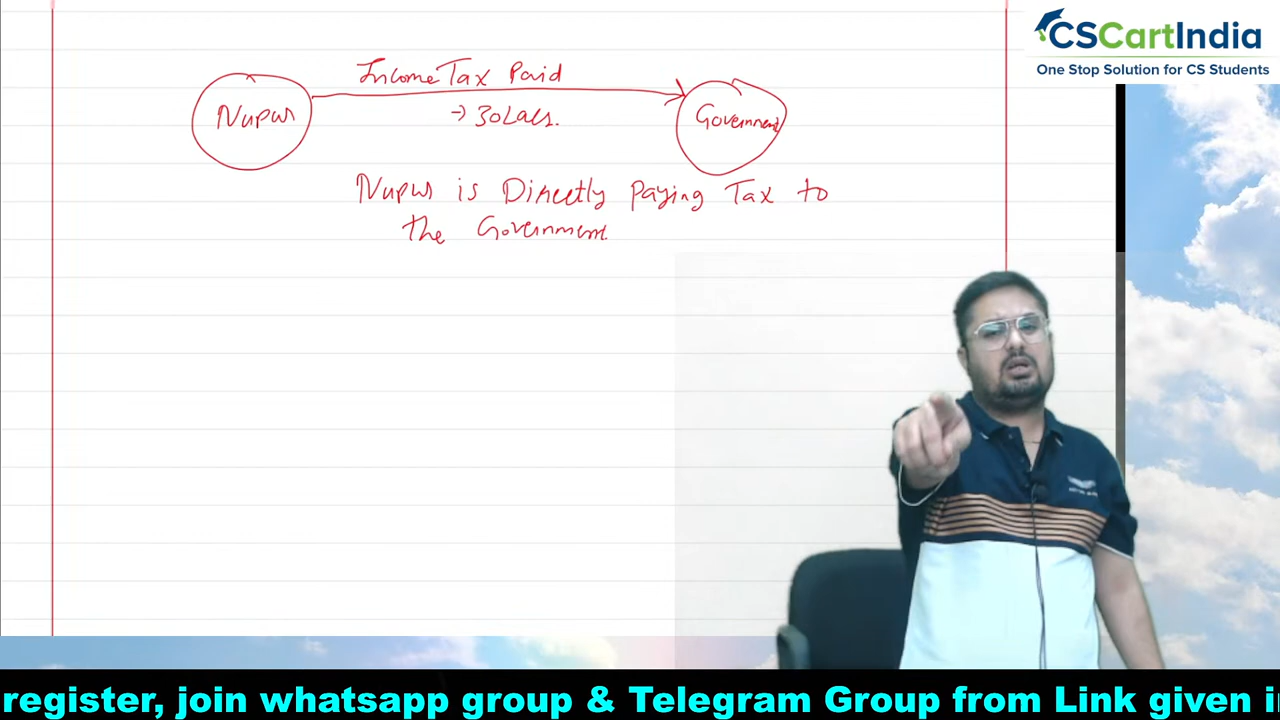 CSCartIndia
One Stop Solution for CS Students
Income Tax Paid
Nupur
→ 30 Lacs.
Government
Nupur is Directly Paying Tax to
the Government.
register, join whatsapp group & Telegram Group from Link given i